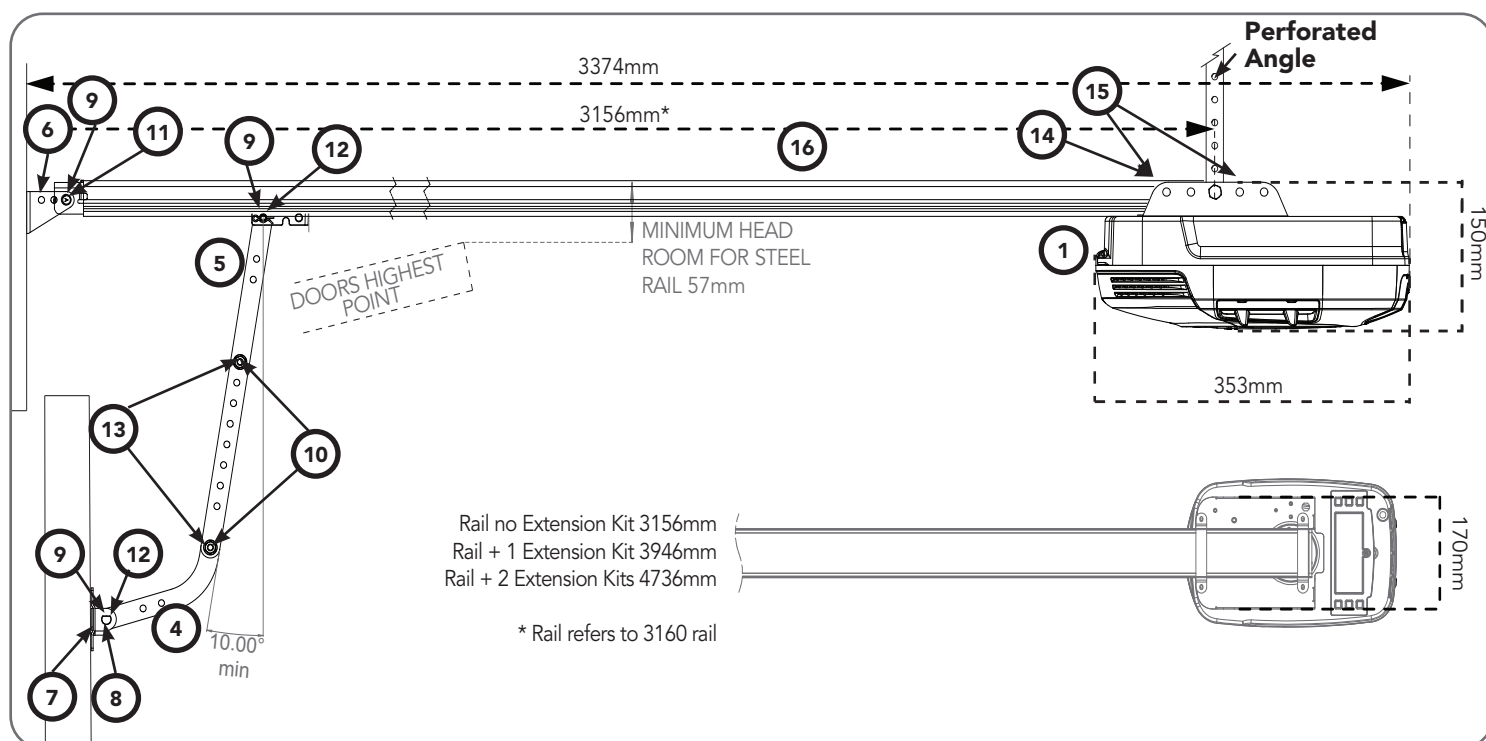 Perforated
Angle
3374mm
9
15
6
11
3156mm*
9
12
16
14
5
MINIMUM HEAD
ROOM FOR STEEL
RAIL 57mm
1
150mm
DOORS HIGHEST
POINT
353mm
13
10
Rail no Extension Kit 3156mm
Rail + 1 Extension Kit 3946mm
Rail + 2 Extension Kits 4736mm
170mm
9
12
4
* Rail refers to 3160 rail
10.00°
min
7
8